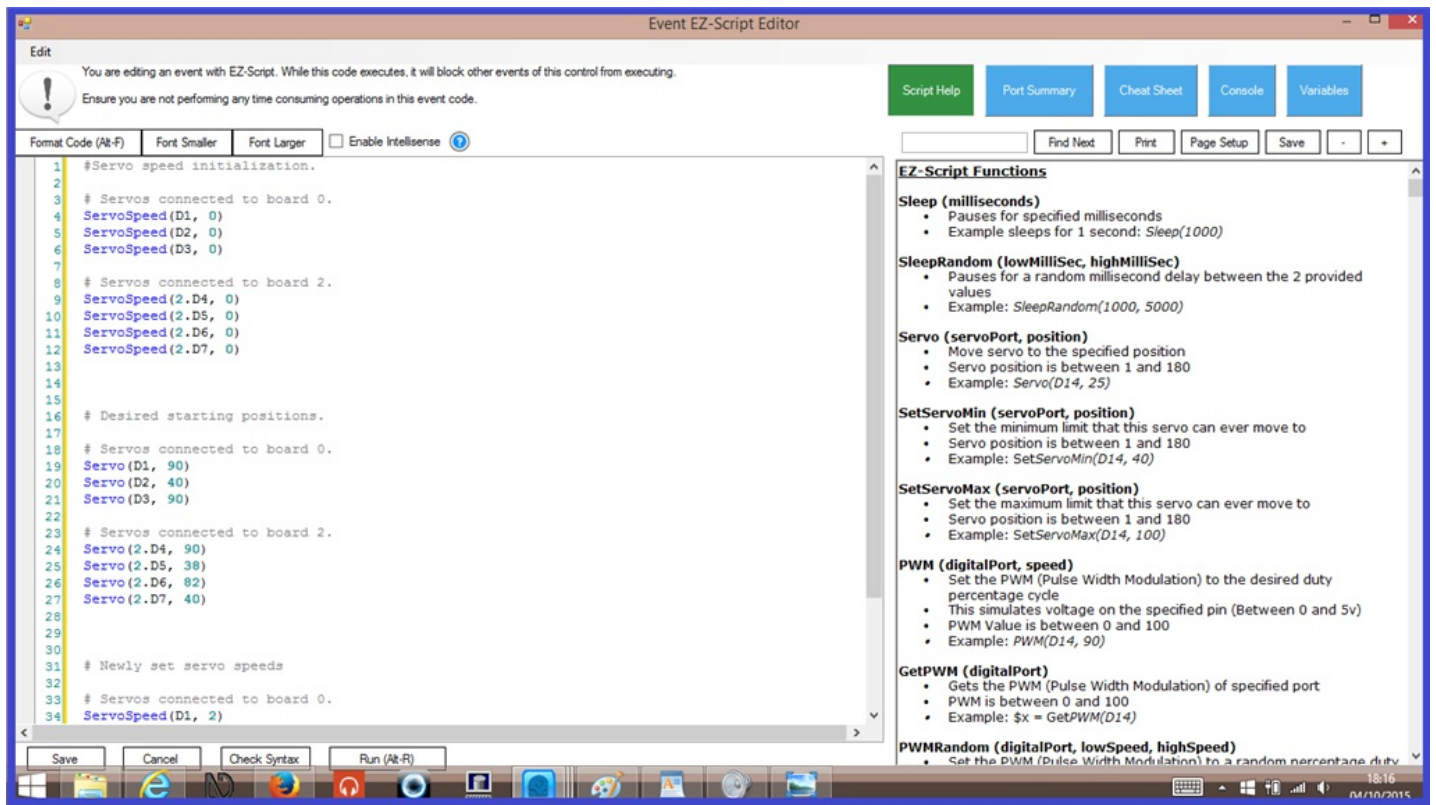 Event EZ-Script Editor
Edit
You are editing an event with EZ-Script. While this code executes, it will block other events of this control from executing.
Ensure you are not performing any time consuming operations in this event code.
Script Help
Port Summary
Cheat Sheet
Console
Variables
Format Code (Alt-F)
Font Smaller
Font Larger
Enable Intellisense
Find Next
Print
Page Setup
Save
-
+
1 #Servo speed initialization.
2
3 # Servos connected to board 0.
4 ServoSpeed(D1, 0)
5 ServoSpeed(D2, 0)
6 ServoSpeed(D3, 0)
7
8 # Servos connected to board 2.
9 ServoSpeed(2.D4, 0)
10 ServoSpeed(2.D5, 0)
11 ServoSpeed(2.D6, 0)
12 ServoSpeed(2.D7, 0)
13
14
15
16 # Desired starting positions.
17
18 # Servos connected to board 0.
19 Servo(D1, 90)
20 Servo(D2, 40)
21 Servo(D3, 90)
22
23 # Servos connected to board 2.
24 Servo(2.D4, 90)
25 Servo(2.D5, 38)
26 Servo(2.D6, 82)
27 Servo(2.D7, 40)
28
29
30
31 # Newly set servo speeds
32
33 # Servos connected to board 0.
34 ServoSpeed(D1, 2)
EZ-Script Functions
Sleep (milliseconds)
• Pauses for specified milliseconds
• Example sleeps for 1 second: Sleep(1000)
SleepRandom (lowMilliSec, highMilliSec)
• Pauses for a random millisecond delay between the 2 provided
values
• Example: SleepRandom(1000, 5000)
Servo (servoPort, position)
• Move servo to the specified position
• Servo position is between 1 and 180
• Example: Servo(D14, 25)
SetServoMin (servoPort, position)
• Set the minimum limit that this servo can ever move to
• Servo position is between 1 and 180
• Example: SetServoMin(D14, 40)
SetServoMax (servoPort, position)
• Set the maximum limit that this servo can ever move to
• Servo position is between 1 and 180
• Example: SetServoMax(D14, 100)
PWM (digitalPort, speed)
• Set the PWM (Pulse Width Modulation) to the desired duty
percentage cycle
• This simulates voltage on the specified pin (Between 0 and 5v)
• PWM Value is between 0 and 100
• Example: PWM(D14, 90)
GetPWM (digitalPort)
• Gets the PWM (Pulse Width Modulation) of specified port
• PWM is between 0 and 100
• Example: $x = GetPWM(D14)
PWMRandom (digitalPort, lowSpeed, highSpeed)
• Set the PWM (Pulse Width Modulation) to a random percentage duty
Save
Cancel
Check Syntax
Run (Alt-R)
18:16
04/10/2015